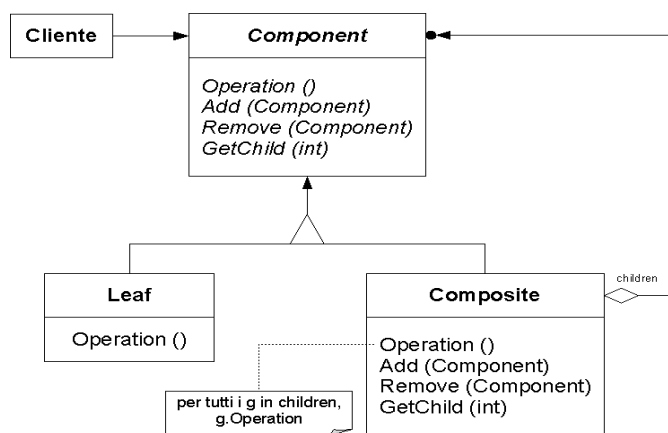 Cliente
Component
Operation ()
Add (Component)
Remove (Component)
GetChild (int)
Leaf
Operation ()
children
Composite
Operation ()
Add (Component)
Remove (Component)
GetChild (int)
per tutti i g in children,
g.Operation